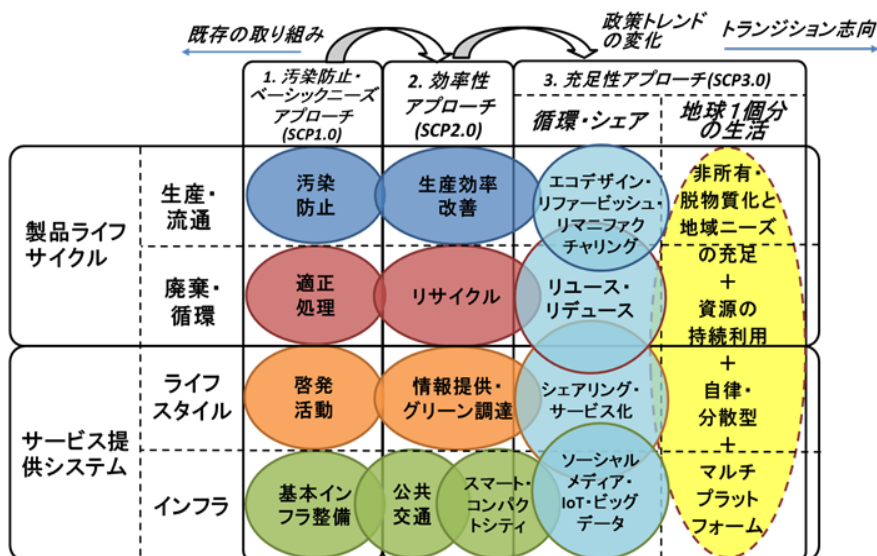 既存の取り組み
政策トレンド
の変化
トランジション志向
1. 汚染防止・
ベーシックニーズ
アプローチ
(SCP1.0)
2. 効率性
アプローチ
(SCP2.0)
3. 充足性アプローチ(SCP3.0)
循環・シェア
地球1個分
の生活
製品ライフ
サイクル
生産・
流通
汚染
防止
生産効率
改善
エコデザイン・
リファービッシュ・
リマニファク
チャリング
非所有・
脱物質化と
地域ニーズ
の充足
+
資源の
持続利用
+
自律・
分散型
+
マルチ
プラット
フォーム
廃棄・
循環
適正
処理
リサイクル
リユース・
リデュース
サービス提
供システム
ライフ
スタイル
啓発
活動
情報提供・
グリーン調達
シェアリング・
サービス化
インフラ
基本イン
フラ整備
公共
交通
スマート・
コンパク
トシティ
ソーシャル
メディア・
IoT・ビッグ
データ